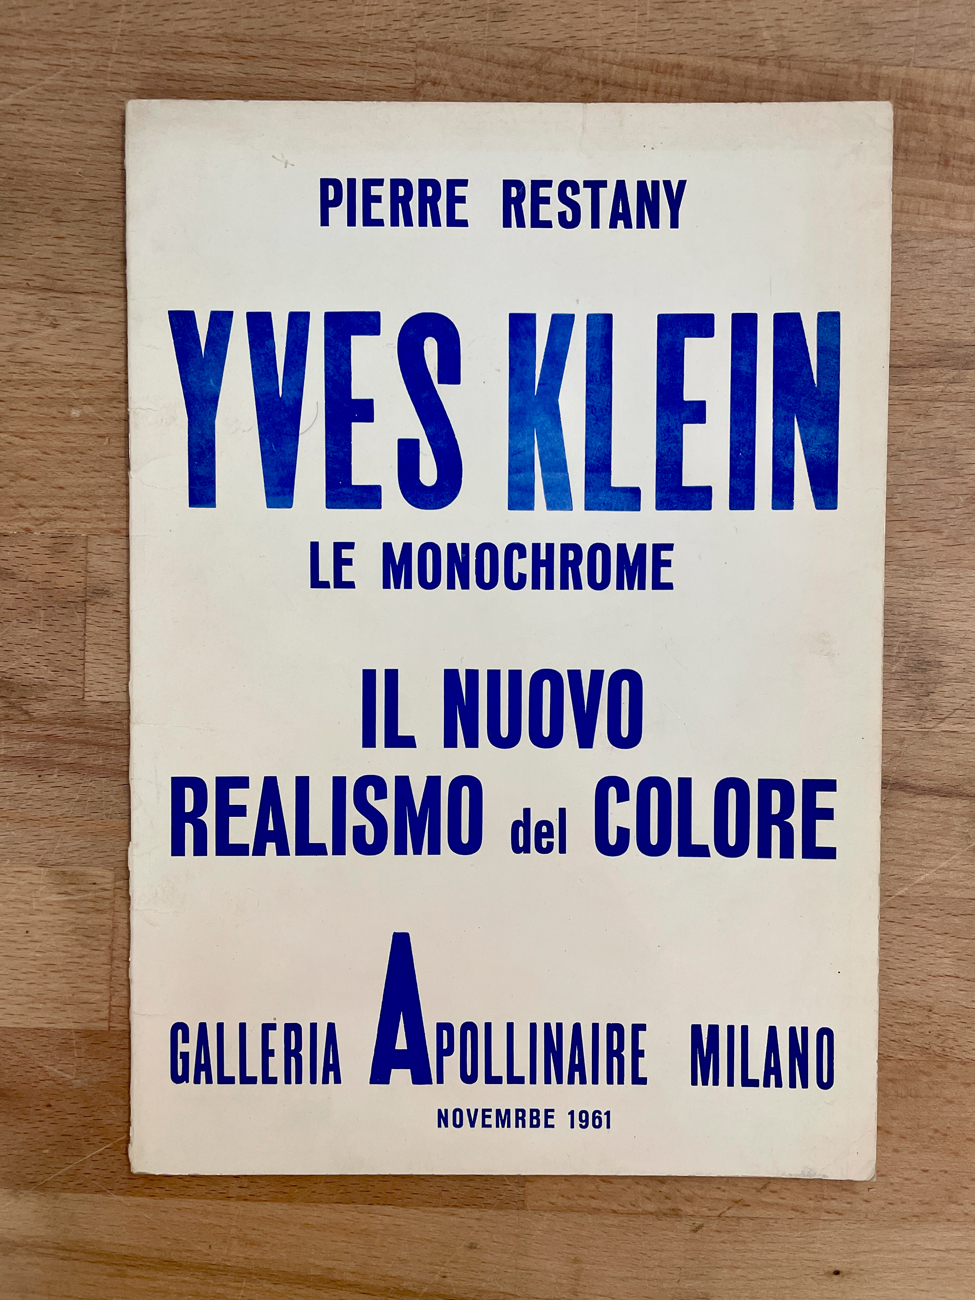 PIERRE RESTANY
YVES KLEIN
LE MONOCHROME
IL NUOVO
REALISMO del COLORE
GALLERIA APOLLINAIRE MILANO
NOVEMRBE 1961